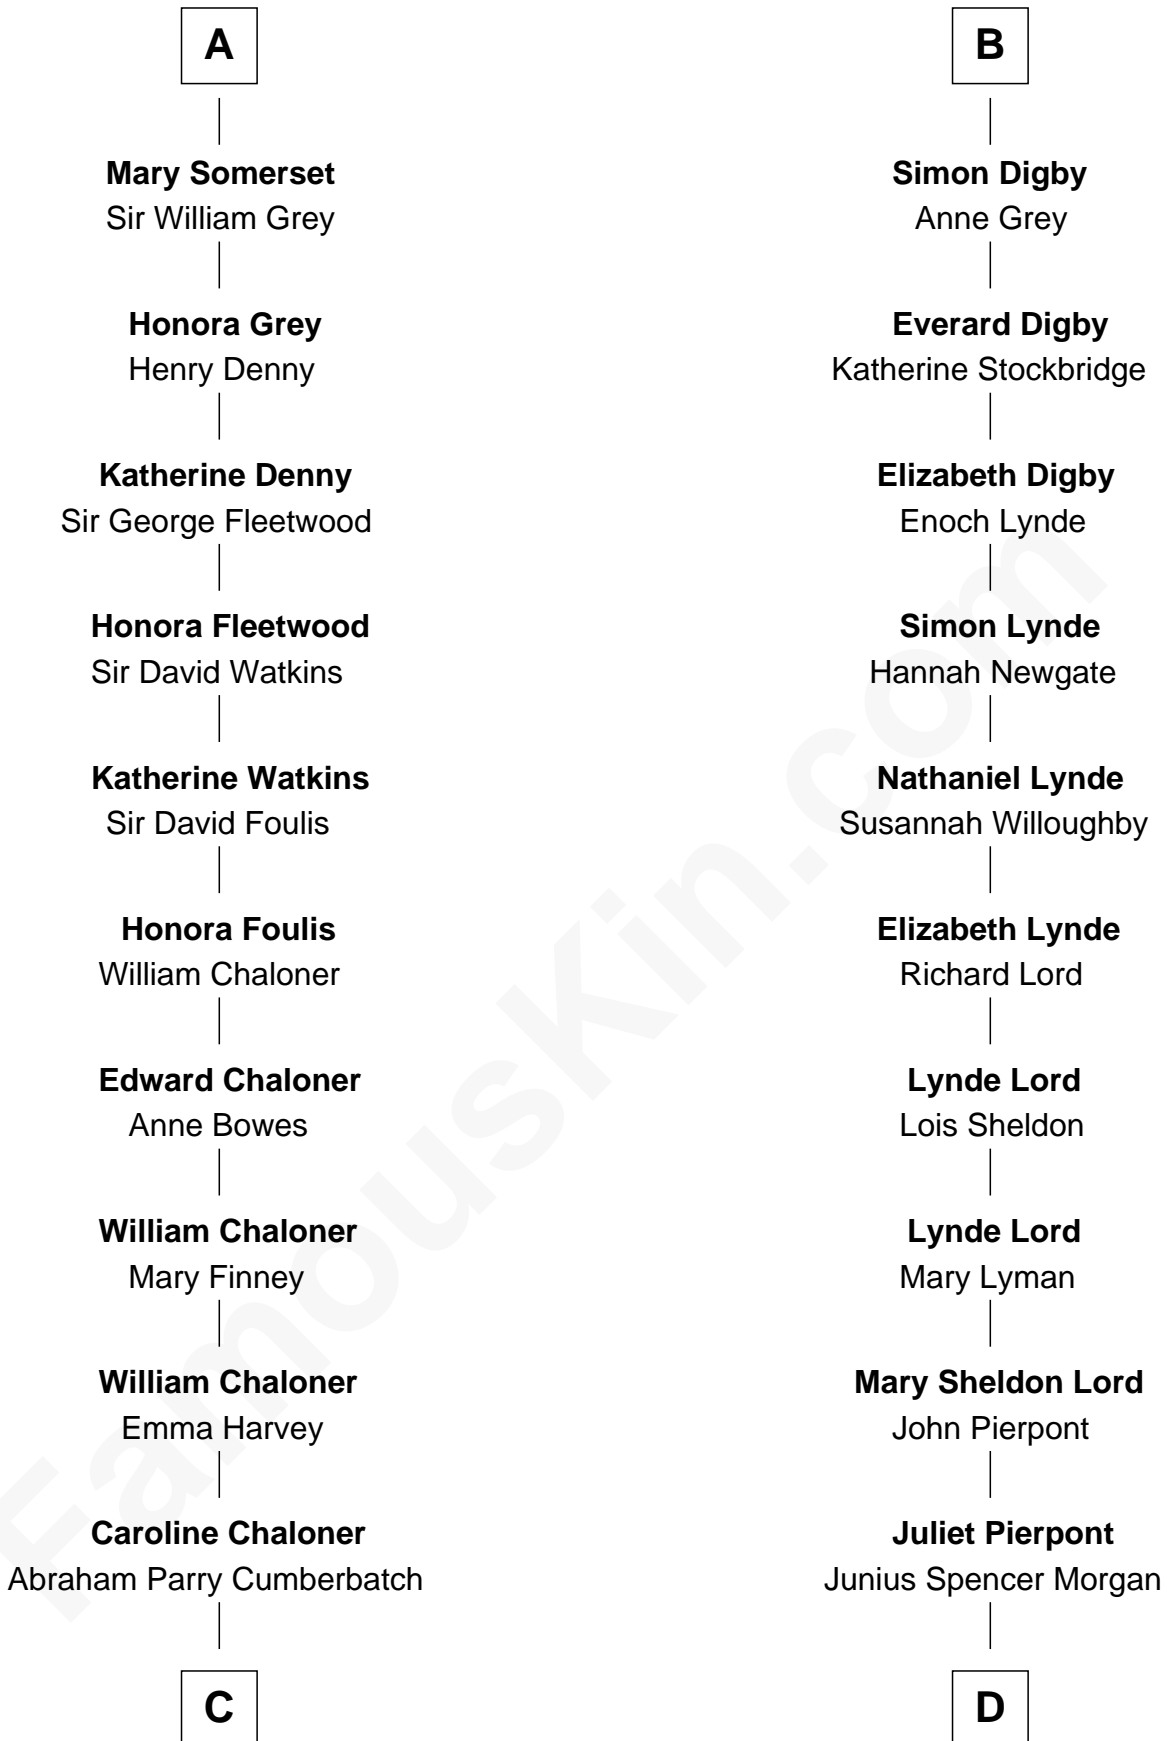 A
Mary Somerset
Sir William Grey
Honora Grey
Henry Denny
Katherine Denny
Sir George Fleetwood
Honora Fleetwood
Sir David Watkins
Katherine Watkins
Sir David Foulis
Honora Foulis
William Chaloner
Edward Chaloner
Anne Bowes
William Chaloner
Mary Finney
William Chaloner
Emma Harvey
Caroline Chaloner
Abraham Parry Cumberbatch
C
B
Simon Digby
Anne Grey
Everard Digby
Katherine Stockbridge
Elizabeth Digby
Enoch Lynde
Simon Lynde
Hannah Newgate
Nathaniel Lynde
Susannah Willoughby
Elizabeth Lynde
Richard Lord
Lynde Lord
Lois Sheldon
Lynde Lord
Mary Lyman
Mary Sheldon Lord
John Pierpont
Juliet Pierpont
Junius Spencer Morgan
D
FamousKin.com